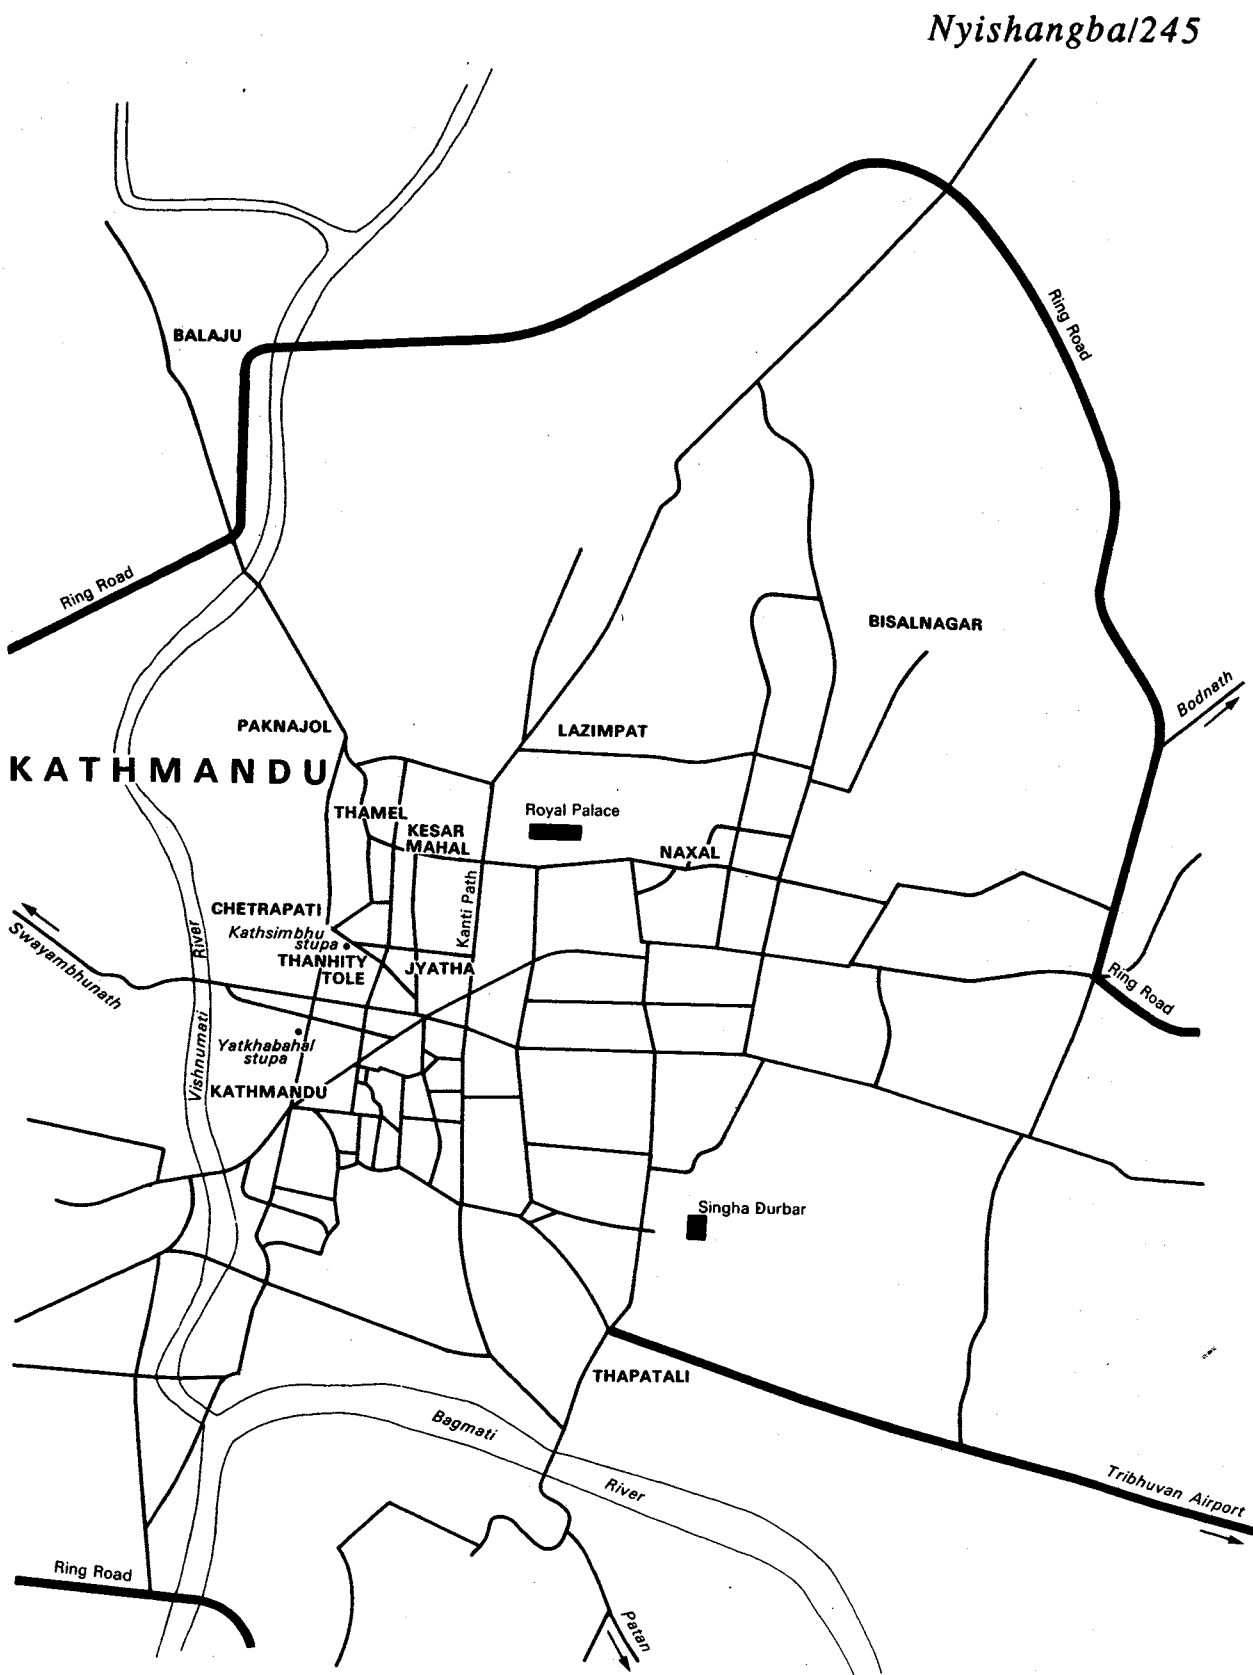 Nyishangba/245
Ring Road
BALAJU
Ring Road
BISALNAGAR
Bodnath
PAKNAJOL
LAZIMPAT
KATHMANDU
THAMEL
Royal Palace
KESAR
MAHAL
NAXAL
Kanti Path
CHETRAPATI
Kathsimbhu
stupa
THANHITY
TOLE
JYATHA
Swayambhunath
River
Vishnumati
Ring Road
Yatkhabahal
stupa
KATHMANDU
Singha Durbar
THAPATALI
Bagmati
River
Tribhuvan Airport
Ring Road
Patan